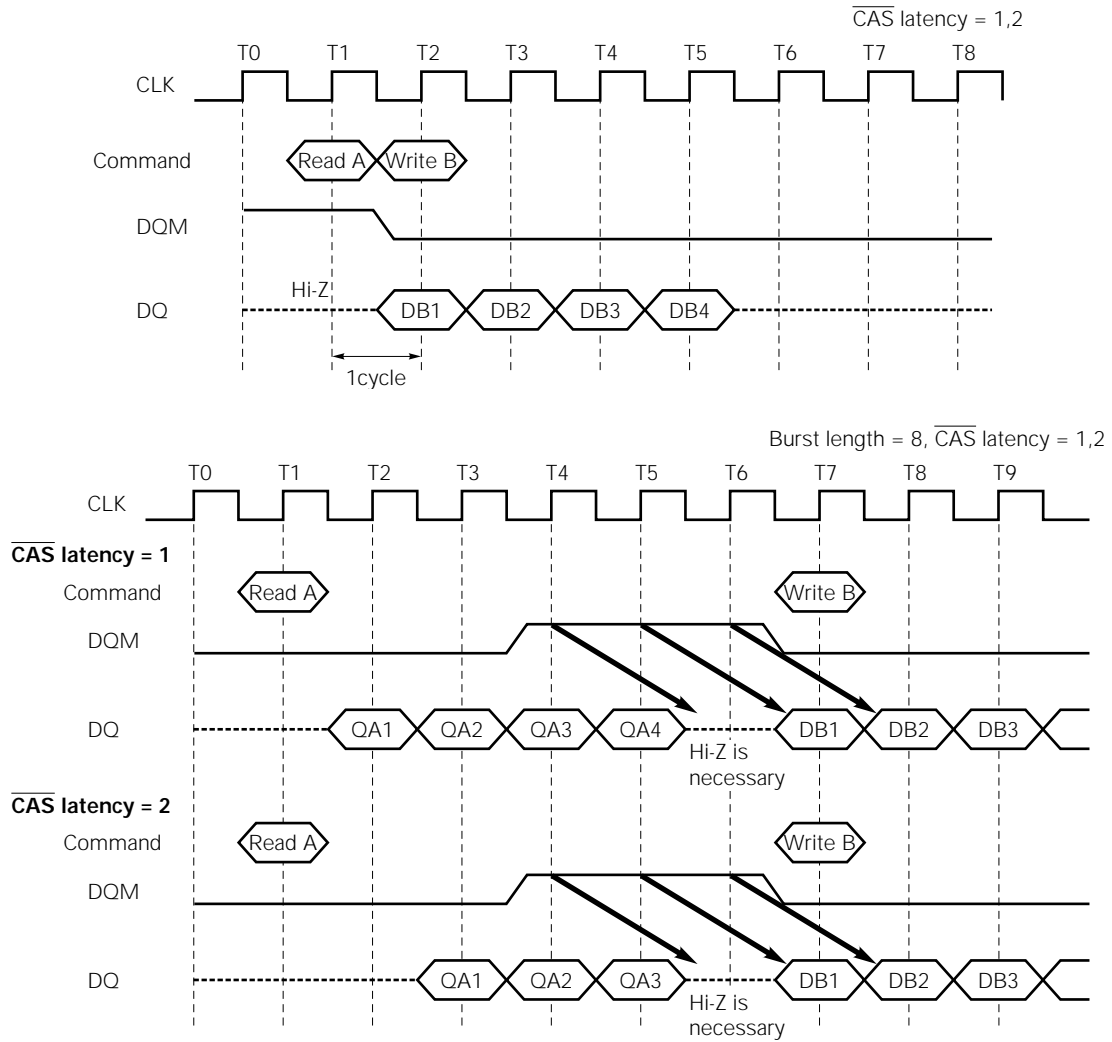 CAS latency = 1,2
T0 T1 T2 T3 T4 T5 T6 T7 T8
CLK
Command Read A Write B
DQM
Hi-Z
DQ DB1 DB2 DB3 DB4
1cycle
Burst length = 8, CAS latency = 1,2
T0 T1 T2 T3 T4 T5 T6 T7 T8 T9
CLK
CAS latency = 1
Command Read A Write B
DQM
DQ QA1 QA2 QA3 QA4 DB1 DB2 DB3
Hi-Z is
necessary
CAS latency = 2
Command Read A Write B
DQM
DQ QA1 QA2 QA3 DB1 DB2 DB3
Hi-Z is
necessary